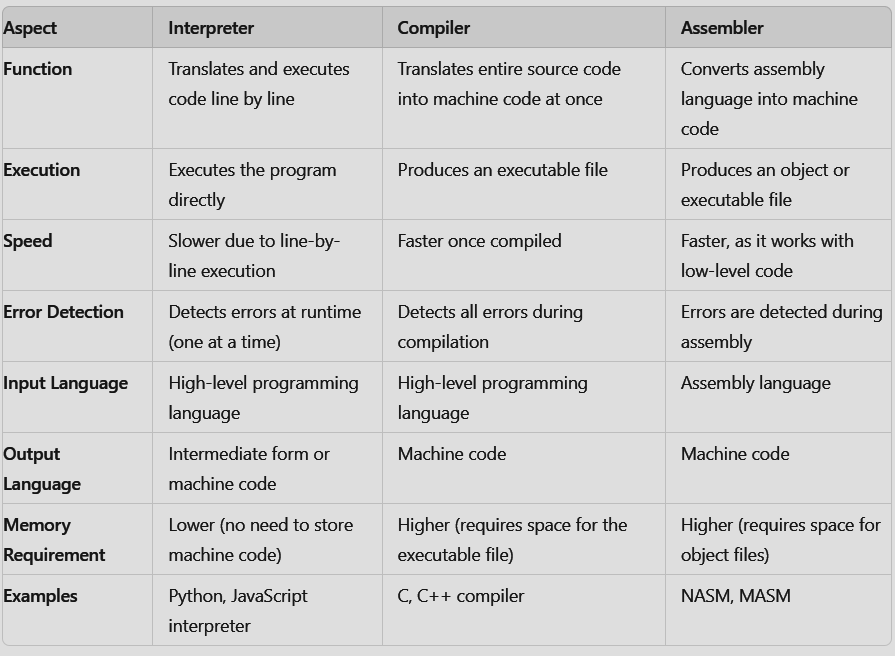 Aspect Interpreter Compiler Assembler
Function Translates and executes Translates entire source code Converts assembly
code line by line into machine code at once language into machine
code
Execution Executes the program Produces an executable file Produces an object or
directly executable file
Speed Slower due to line-by- Faster once compiled Faster, as it works with
line execution low-level code
Error Detection Detects errors at runtime Detects all errors during Errors are detected during
(one at a time) compilation assembly
Input Language High-level programming High-level programming Assembly language
language language
Output Intermediate form or Machine code Machine code
Language machine code
Memory Lower (no need to store Higher (requires space for the Higher (requires space for
Requirement machine code) executable file) object files)
Examples Python, JavaScript C, C++ compiler NASM, MASM
interpreter